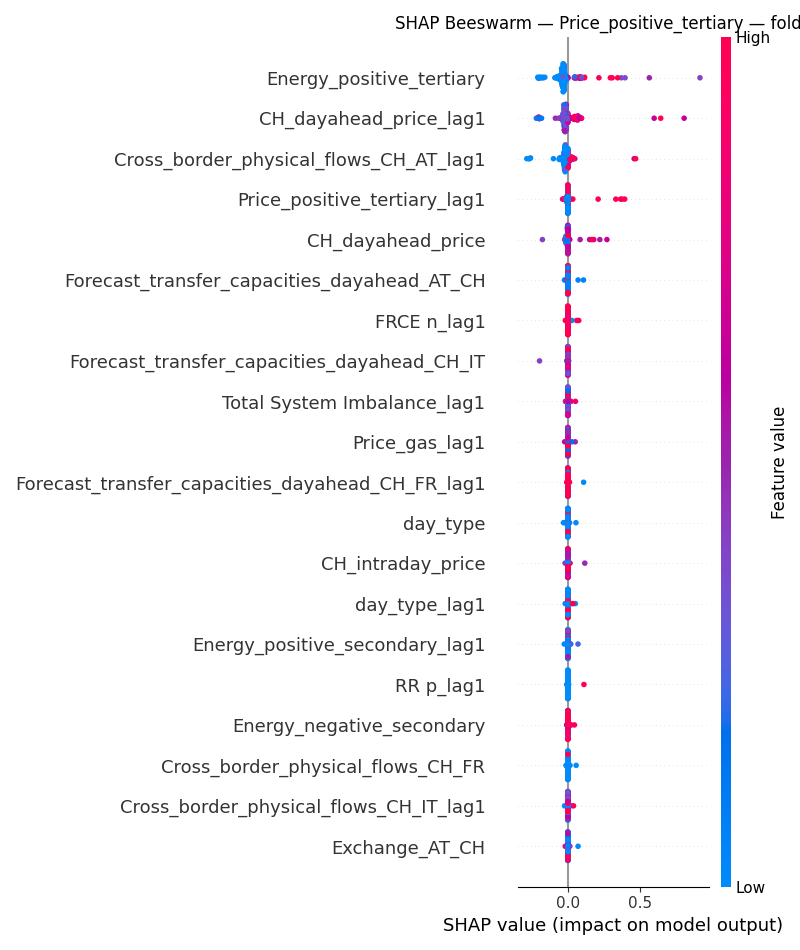 SHAP Beeswarm — Price_positive_tertiary — fold
High
Energy_positive_tertiary
CH_dayahead_price_lag1
Cross_border_physical_flows_CH_AT_lag1
Price_positive_tertiary_lag1
CH_dayahead_price
Forecast_transfer_capacities_dayahead_AT_CH
FRCE n_lag1
Forecast_transfer_capacities_dayahead_CH_IT
Total System Imbalance_lag1
Price_gas_lag1
Forecast_transfer_capacities_dayahead_CH_FR_lag1
day_type
CH_intraday_price
day_type_lag1
Energy_positive_secondary_lag1
RR p_lag1
Energy_negative_secondary
Cross_border_physical_flows_CH_FR
Cross_border_physical_flows_CH_IT_lag1
Exchange_AT_CH
Feature value
Low
0.0 0.5
SHAP value (impact on model output)